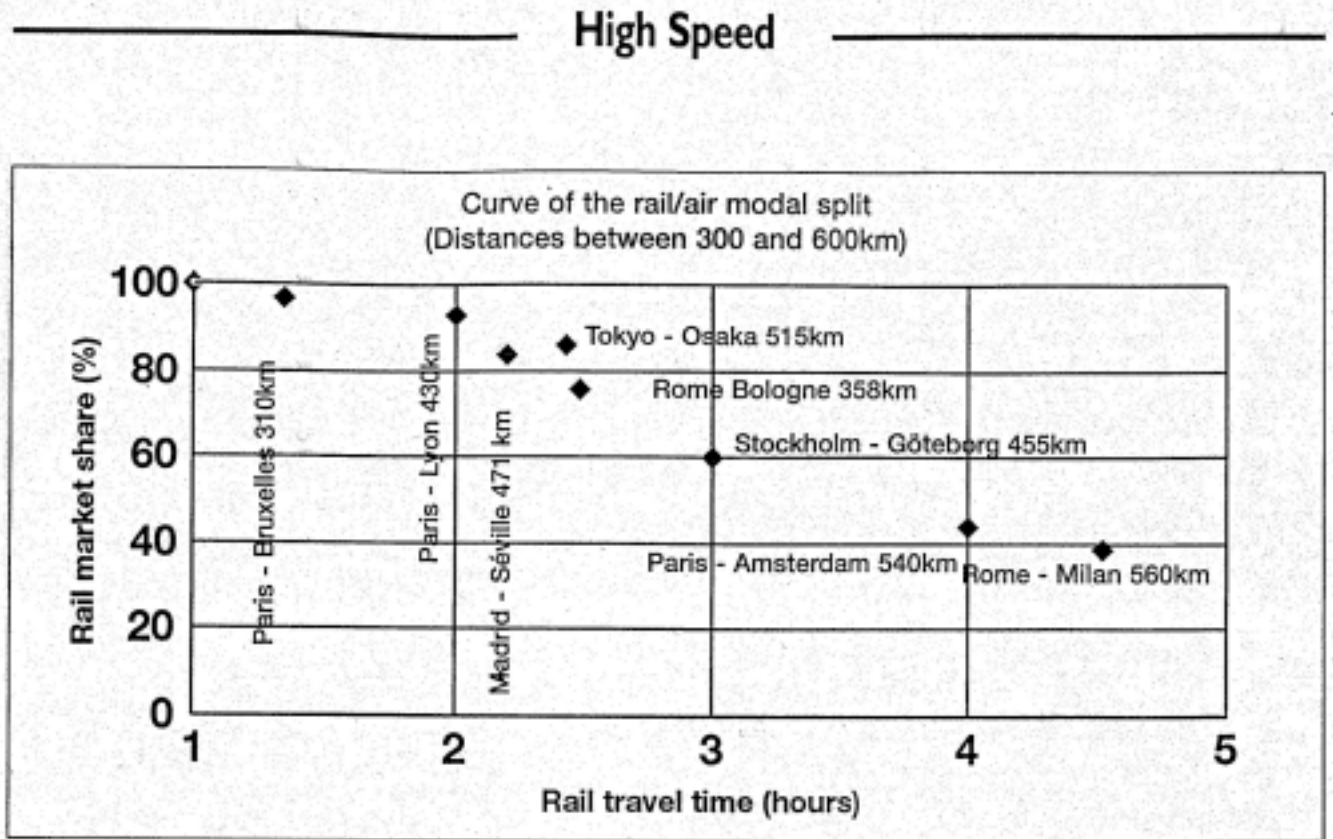 High Speed
Curve of the rail/air modal split
(Distances between 300 and 600km)
100
80
60
40
20
0
Rail market share (%)
Paris - Bruxelles 310km
Paris - Lyon 430km
Madrid - Séville 471 km
Tokyo - Osaka 515km
Rome Bologne 358km
Stockholm - Göteborg 455km
Paris - Amsterdam 540km
Rome - Milan 560km
1 2 3 4 5
Rail travel time (hours)